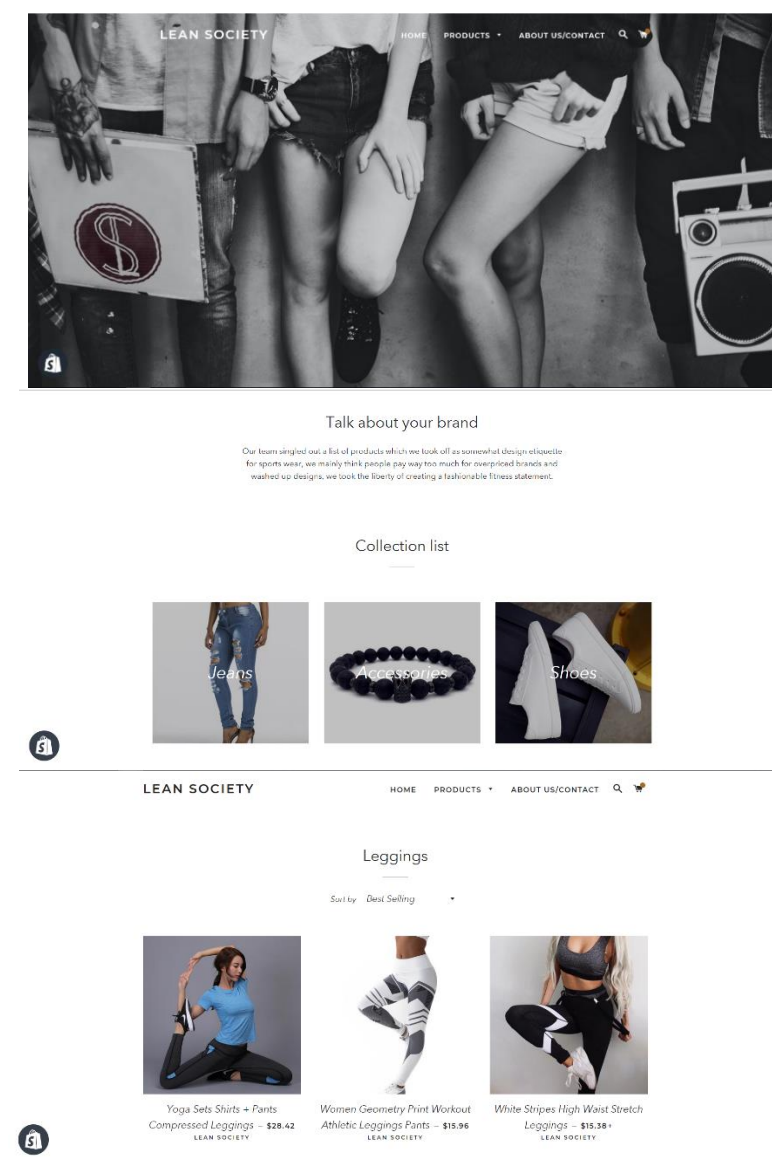 LEAN SOCIETY
HOME PRODUCTS ABOUT US/CONTACT
Talk about your brand
Our team singled out a list of products which we took off as somewhat design etiquette
for sports wear, we mainly think people pay way too much for overpriced brands and
washed up designs, we took the liberty of creating a fashionable fitness statement.
Collection list
Jeans Accessories Shoes
LEAN SOCIETY HOME PRODUCTS ABOUT US/CONTACT
Leggings
Sort by Best Selling
Yoga Sets Shirts + Pants
Compressed Leggings – $28.42
LEAN SOCIETY
Women Geometry Print Workout
Athletic Leggings Pants – $15.96
LEAN SOCIETY
White Stripes High Waist Stretch
Leggings – $15.38+
LEAN SOCIETY